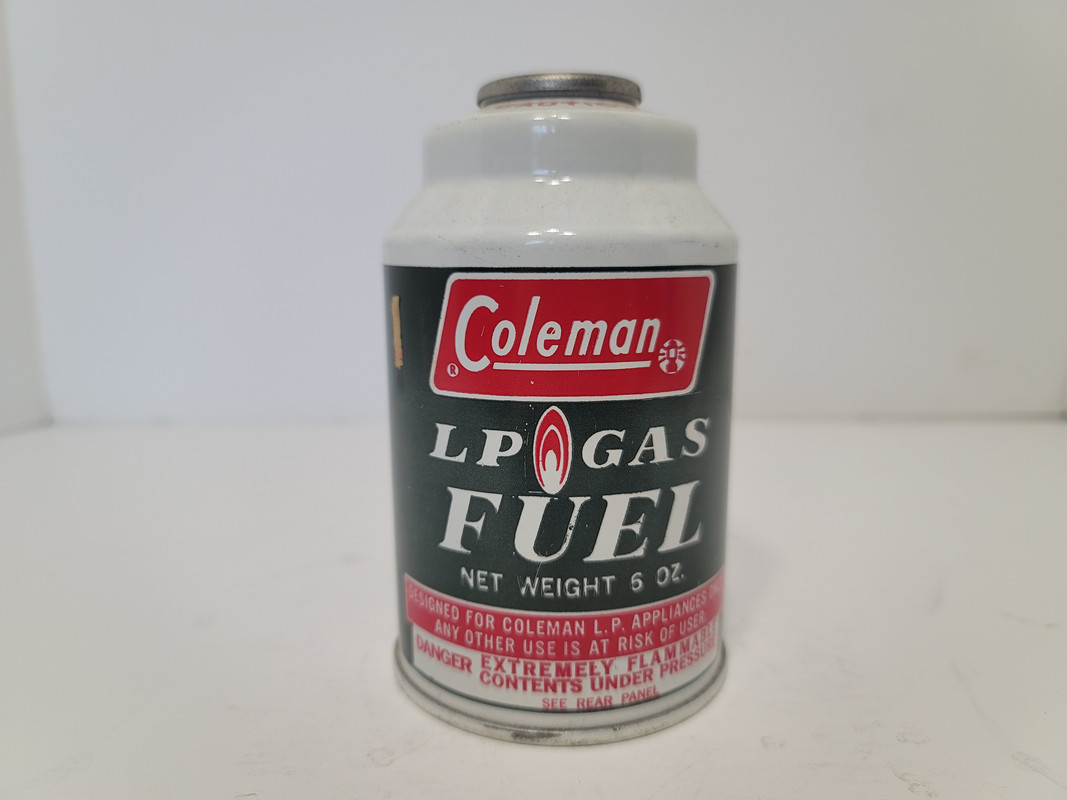 Coleman
®
LP GAS
FUEL
NET WEIGHT 6 OZ.
DESIGNED FOR COLEMAN L.P. APPLIANCES
ANY OTHER USE IS AT RISK OF USER.
DANGER EXTREMELY FLAMMABLE
CONTENTS UNDER PRESSURE
SEE REAR PANEL